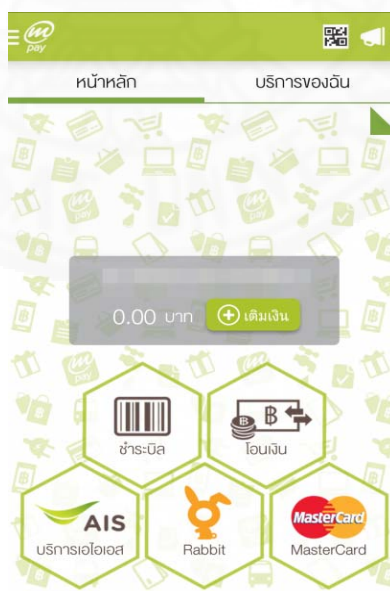 mpay
หน้าหลัก บริการของฉัน
0.00 บาท เติมเงิน
ชำระบิล โอนเงิน
AIS MasterCard
บริการเอไอเอส Rabbit MasterCard